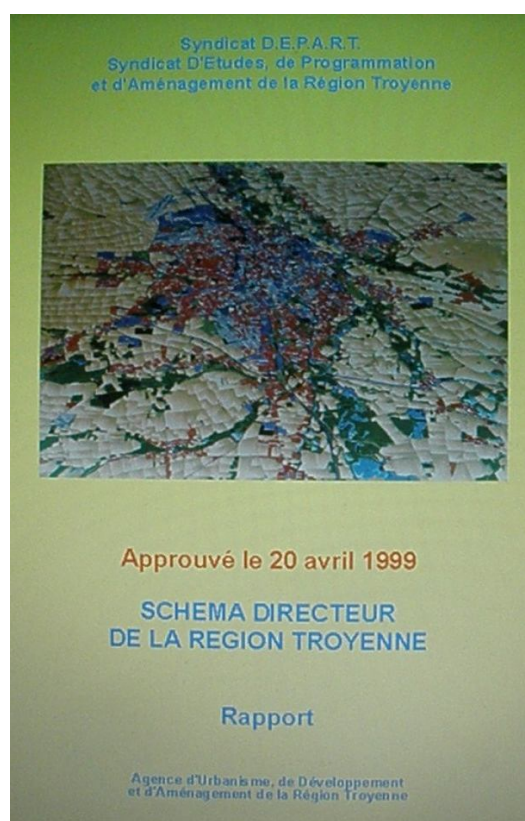 Syndicat D.E.P.A.R.T.
Syndicat D'Etudes, de Programmation
et d'Aménagement de la Région Troyenne
Approuvé le 20 avril 1999
SCHEMA DIRECTEUR
DE LA REGION TROYENNE
Rapport
Agence d'Urbanisme, de Développement
et d'Aménagement de la Région Troyenne